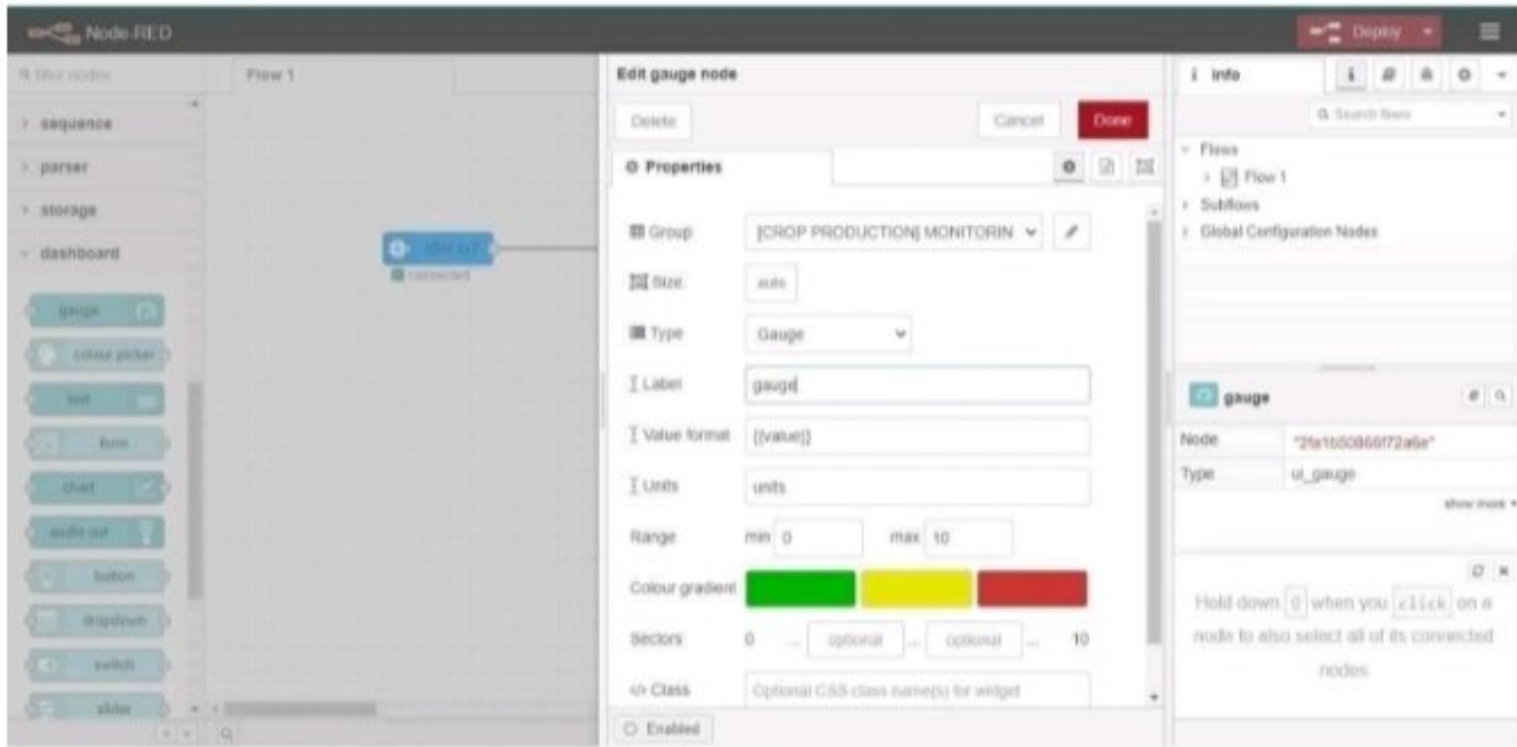 Node-RED
Deploy
filter nodes
sequence
parser
storage
dashboard
gauge
colour picker
text
form
chart
audio out
button
dropdown
switch
slider
Flow 1
connected
Edit gauge node
Delete
Cancel
Done
Properties
Group
[CROP PRODUCTION] MONITORIN
Size
auto
Type
Gauge
Label
gauge
Value format
{{value}}
Units
units
Range
min 0
max 10
Colour gradient
Sectors
0 ... optional ... optional ... 10
</> Class
Optional CSS class name(s) for widget
Enabled
i info
Search flows
Flows
Flow 1
Subflows
Global Configuration Nodes
gauge
Node
Type
ui_gauge
show more
Hold down
when you click on a
node to also select all of its connected
nodes